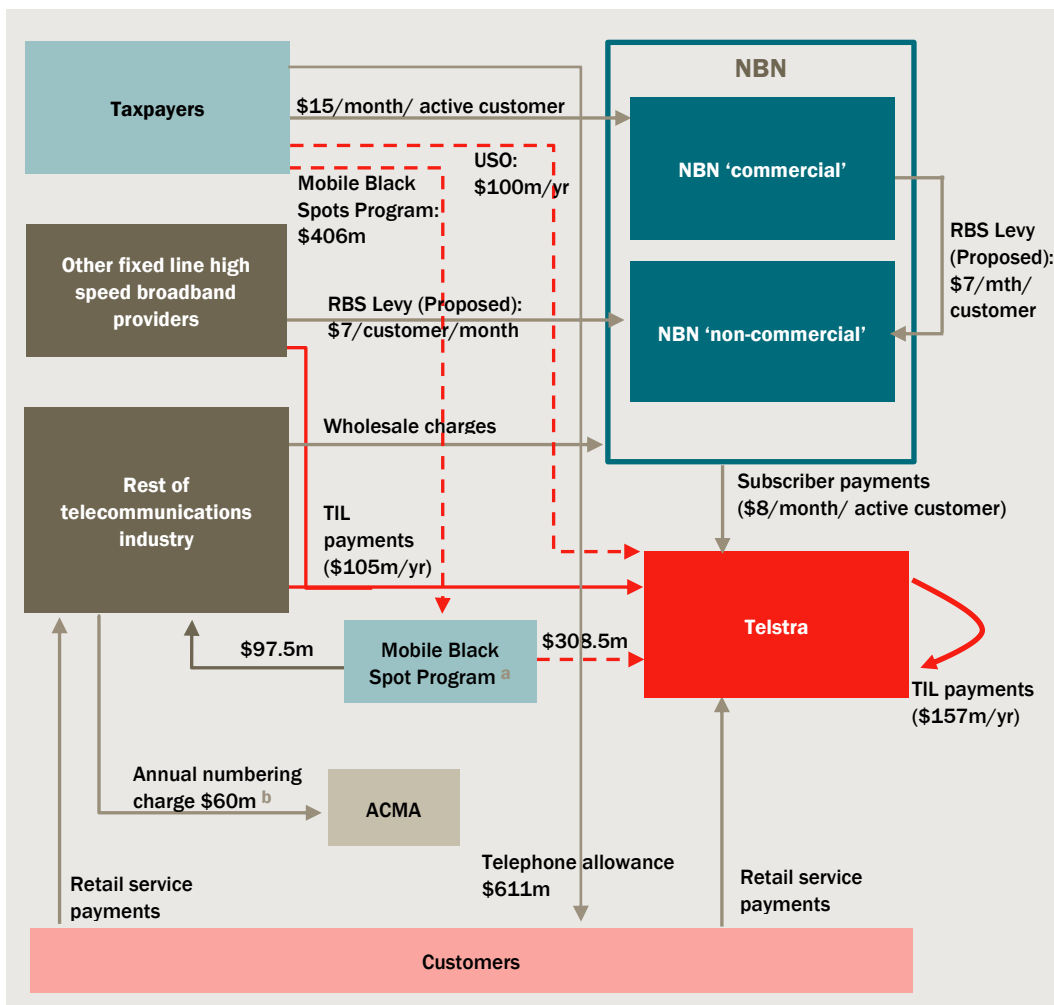 NBN
Taxpayers
$15/month/ active customer
NBN ‘commercial’
USO:
$100m/yr
Mobile Black
Spots Program:
$406m
RBS Levy
(Proposed):
$7/mth/
customer
Other fixed line high
speed broadband
providers
RBS Levy (Proposed):
$7/customer/month
NBN ‘non-commercial’
Wholesale charges
Rest of
telecommunications
industry
Subscriber payments
($8/month/ active customer)
TIL
payments
($105m/yr)
Telstra
$97.5m
Mobile Black
Spot Program a
$308.5m
TIL payments
($157m/yr)
Annual numbering
charge $60m b
ACMA
Telephone allowance
$611m
Retail service
payments
Retail service
payments
Customers